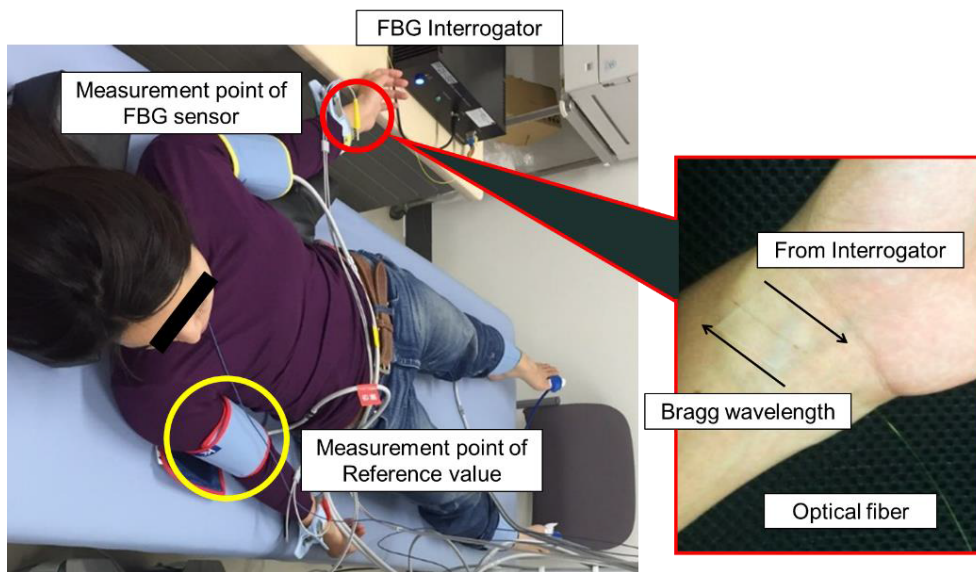 FBG Interrogator
Measurement point of
FBG sensor
From Interrogator
Bragg wavelength
Measurement point of
Reference value
Optical fiber